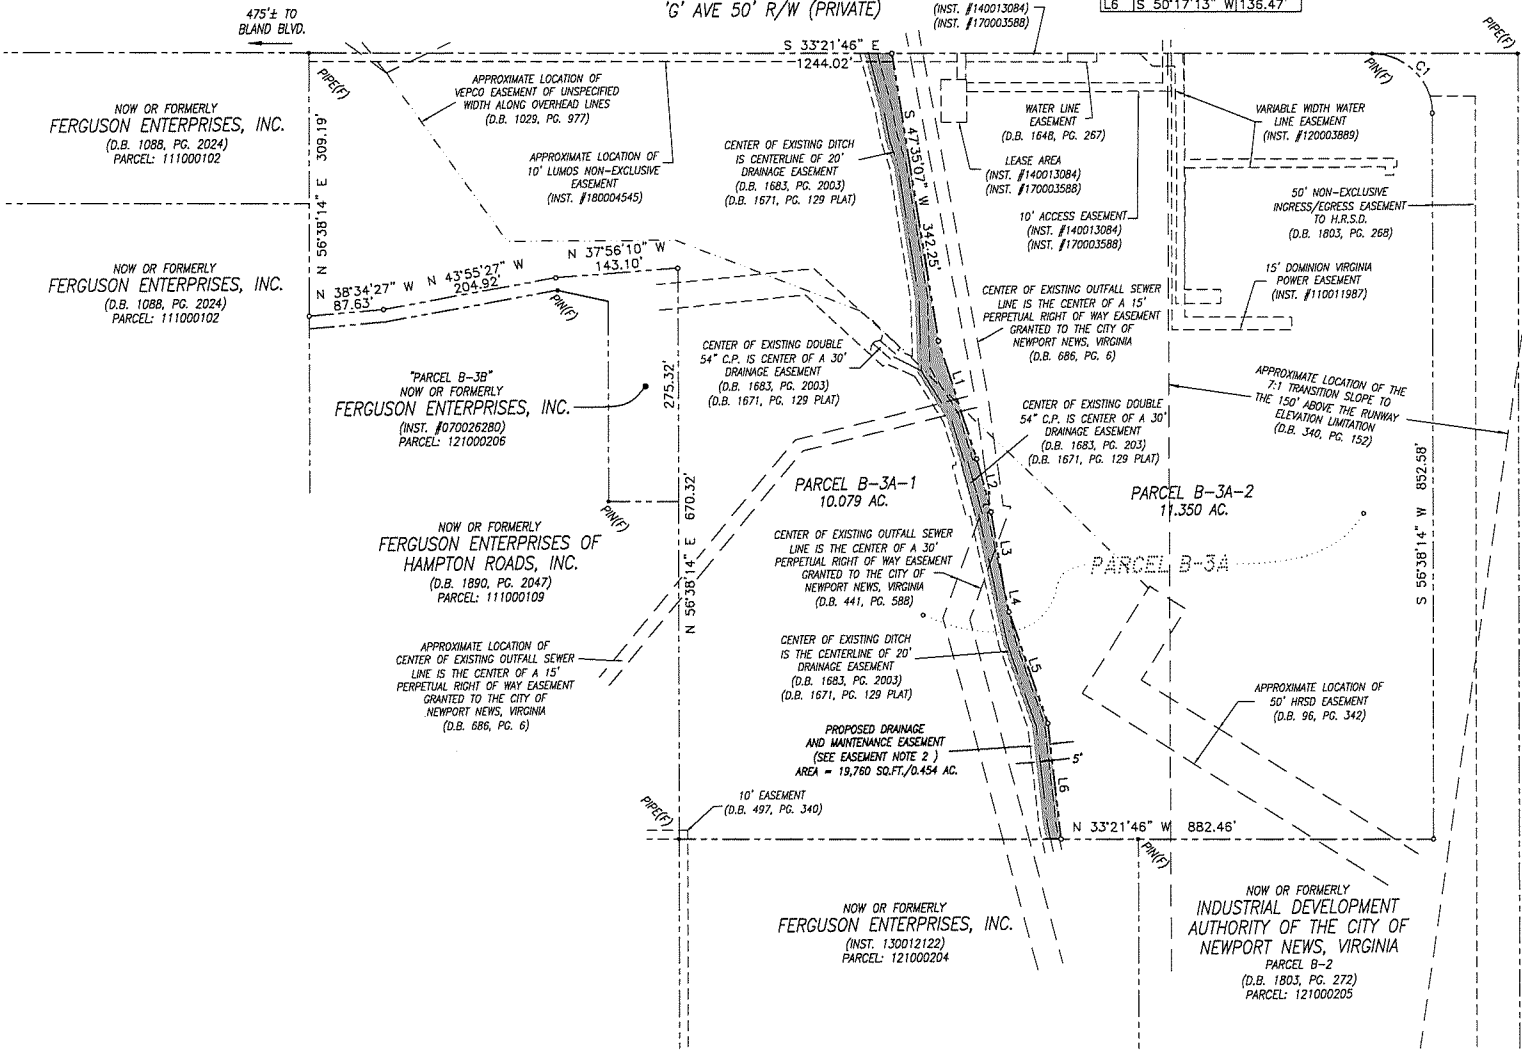 475'± TO
BLAND BLVD.
'G' AVE 50' R/W (PRIVATE)
(INST. #140013084)
(INST. #170003588)
L6 S 50°17'13" W 136.47'
PIPE(F)
S 33°21'46" E
1244.02'
PIPE(F)
PIN(F)
C1
NOW OR FORMERLY
FERGUSON ENTERPRISES, INC.
(D.B. 1088, PG. 2024)
PARCEL: 111000102
N 56°38'14" E 309.19'
APPROXIMATE LOCATION OF
VEPCO EASEMENT OF UNSPECIFIED
WIDTH ALONG OVERHEAD LINES
(D.B. 1029, PG. 977)
APPROXIMATE LOCATION OF
10' LUMOS NON-EXCLUSIVE
EASEMENT
(INST. #180004545)
CENTER OF EXISTING DITCH
IS CENTERLINE OF 20'
DRAINAGE EASEMENT
(D.B. 1683, PG. 2003)
(D.B. 1671, PG. 129 PLAT)
S 47°35'07" W 342.25'
WATER LINE
EASEMENT
(D.B. 1648, PG. 267)
LEASE AREA
(INST. #140013084)
(INST. #170003588)
10' ACCESS EASEMENT
(INST. #140013084)
(INST. #170003588)
VARIABLE WIDTH WATER
LINE EASEMENT
(INST. #120003889)
50' NON-EXCLUSIVE
INGRESS/EGRESS EASEMENT
TO H.R.S.D.
(D.B. 1803, PG. 268)
15' DOMINION VIRGINIA
POWER EASEMENT
(INST. #110011987)
NOW OR FORMERLY
FERGUSON ENTERPRISES, INC.
(D.B. 1088, PG. 2024)
PARCEL: 111000102
N 38°34'27" W
87.63'
N 43°55'27" W
204.92'
N 37°56'10" W
143.10'
PIN(F)
CENTER OF EXISTING OUTFALL SEWER
LINE IS THE CENTER OF A 15'
PERPETUAL RIGHT OF WAY EASEMENT
GRANTED TO THE CITY OF
NEWPORT NEWS, VIRGINIA
(D.B. 686, PG. 6)
CENTER OF EXISTING DOUBLE
54" C.P. IS CENTER OF A 30'
DRAINAGE EASEMENT
(D.B. 1683, PG. 2003)
(D.B. 1671, PG. 129 PLAT)
"PARCEL B-3B"
NOW OR FORMERLY
FERGUSON ENTERPRISES, INC.
(INST. #070026280)
PARCEL: 121000206
275.32'
L1
APPROXIMATE LOCATION OF THE
7:1 TRANSITION SLOPE TO
THE 150' ABOVE THE RUNWAY
ELEVATION LIMITATION
(D.B. 340, PG. 152)
CENTER OF EXISTING DOUBLE
54" C.P. IS CENTER OF A 30'
DRAINAGE EASEMENT
(D.B. 1683, PG. 203)
(D.B. 1671, PG. 129 PLAT)
PARCEL B-3A-1
10.079 AC.
L2
PARCEL B-3A-2
11.350 AC.
S 56°38'14" W 852.58'
PIN(F)
N 56°38'14" E 670.32'
NOW OR FORMERLY
FERGUSON ENTERPRISES OF
HAMPTON ROADS, INC.
(D.B. 1890, PG. 2047)
PARCEL: 111000109
CENTER OF EXISTING OUTFALL SEWER
LINE IS THE CENTER OF A 30'
PERPETUAL RIGHT OF WAY EASEMENT
GRANTED TO THE CITY OF
NEWPORT NEWS, VIRGINIA
(D.B. 441, PG. 588)
L3
PARCEL B-3A
L4
APPROXIMATE LOCATION OF
CENTER OF EXISTING OUTFALL SEWER
LINE IS THE CENTER OF A 15'
PERPETUAL RIGHT OF WAY EASEMENT
GRANTED TO THE CITY OF
NEWPORT NEWS, VIRGINIA
(D.B. 686, PG. 6)
CENTER OF EXISTING DITCH
IS THE CENTERLINE OF 20'
DRAINAGE EASEMENT
(D.B. 1683, PG. 2003)
(D.B. 1671, PG. 129 PLAT)
L5
APPROXIMATE LOCATION OF
50' HRSD EASEMENT
(D.B. 96, PG. 342)
PROPOSED DRAINAGE
AND MAINTENANCE EASEMENT
(SEE EASEMENT NOTE 2 )
AREA = 19,760 SQ.FT./0.454 AC.
5'
L6
10' EASEMENT
(D.B. 497, PG. 340)
PIPE(F)
N 33°21'46" W 882.46'
PIN(F)
NOW OR FORMERLY
FERGUSON ENTERPRISES, INC.
(INST. 130012122)
PARCEL: 121000204
NOW OR FORMERLY
INDUSTRIAL DEVELOPMENT
AUTHORITY OF THE CITY OF
NEWPORT NEWS, VIRGINIA
PARCEL B-2
(D.B. 1803, PG. 272)
PARCEL: 121000205